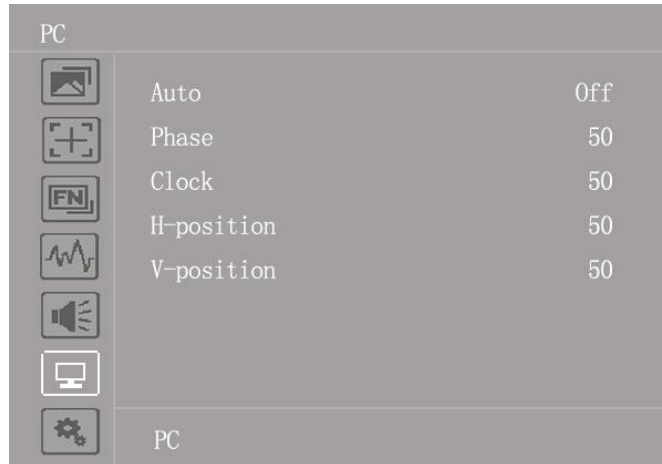 PC
Auto Off
Phase 50
FN
Clock 50
H-position 50
V-position 50
PC